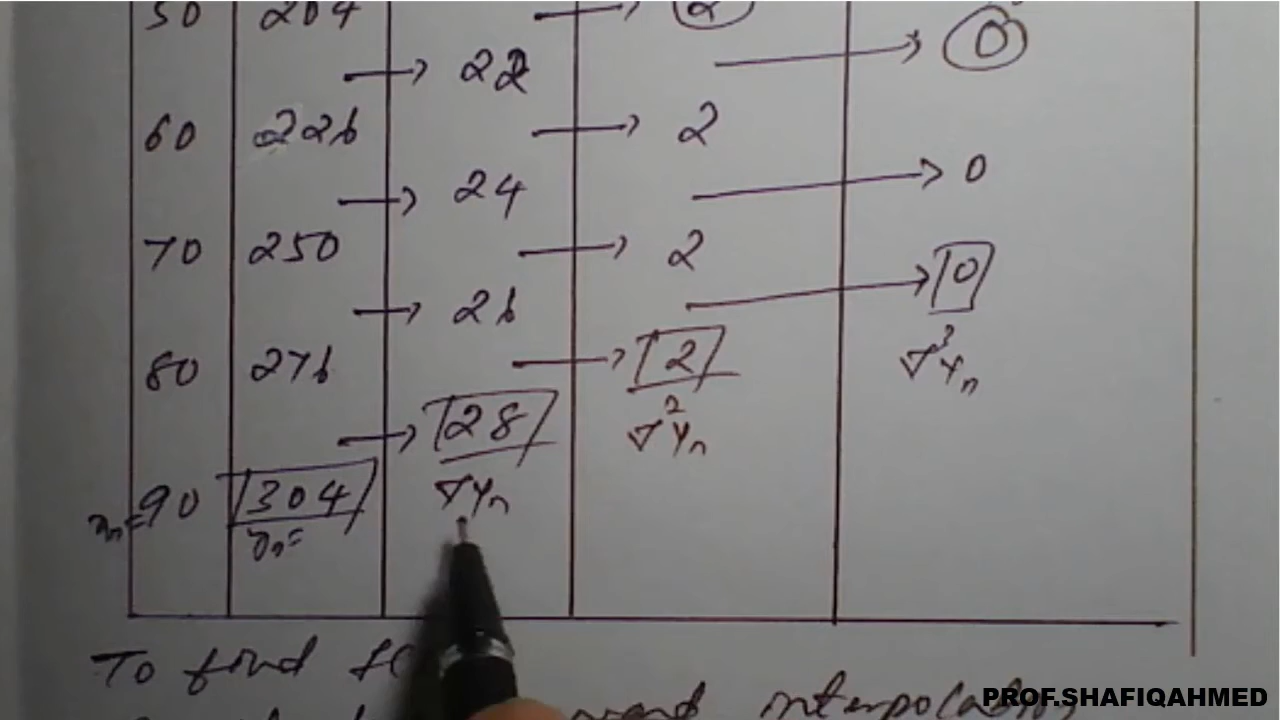 50 204 → 2 → 0
→ 22
60 226 → 2
→ 24 → 0
70 250 → 2
→ 26 → 0
80 276 → 2 ∇³Yn
→ 28 ∇²Yn
xn=90 304 ∇Yn
yn=
To find
interpolation
PROF.SHAFIQAHMED